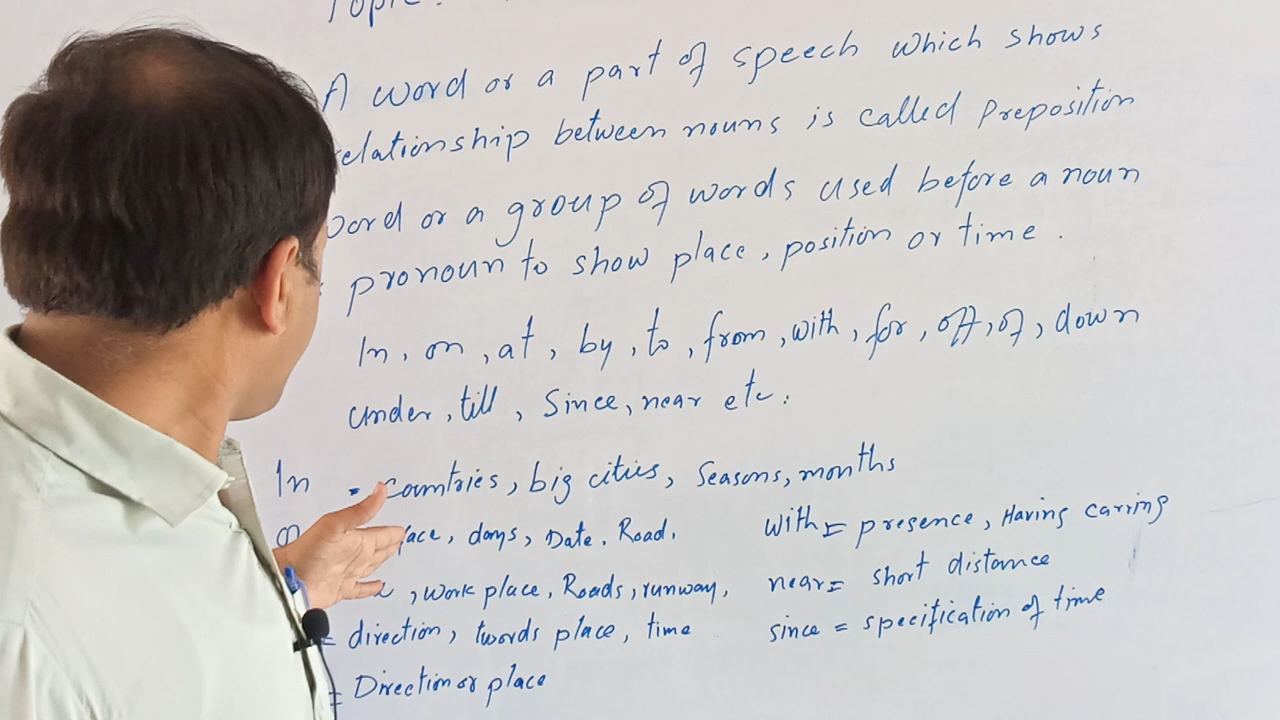 Topic:
A word or a part of speech which shows
relationship between nouns is called Preposition
word or a group of words used before a noun
pronoun to show place, position or time.
In, on, at, by, to, from, with, for, off, of, down
under, till, Since, near etc.
In = countries, big cities, Seasons, months
days, Date, Road.
with = presence, Having carring
, work place, Roads, runway,
near = short distance
= direction, twords place, time
since = specification of time
= Direction or place